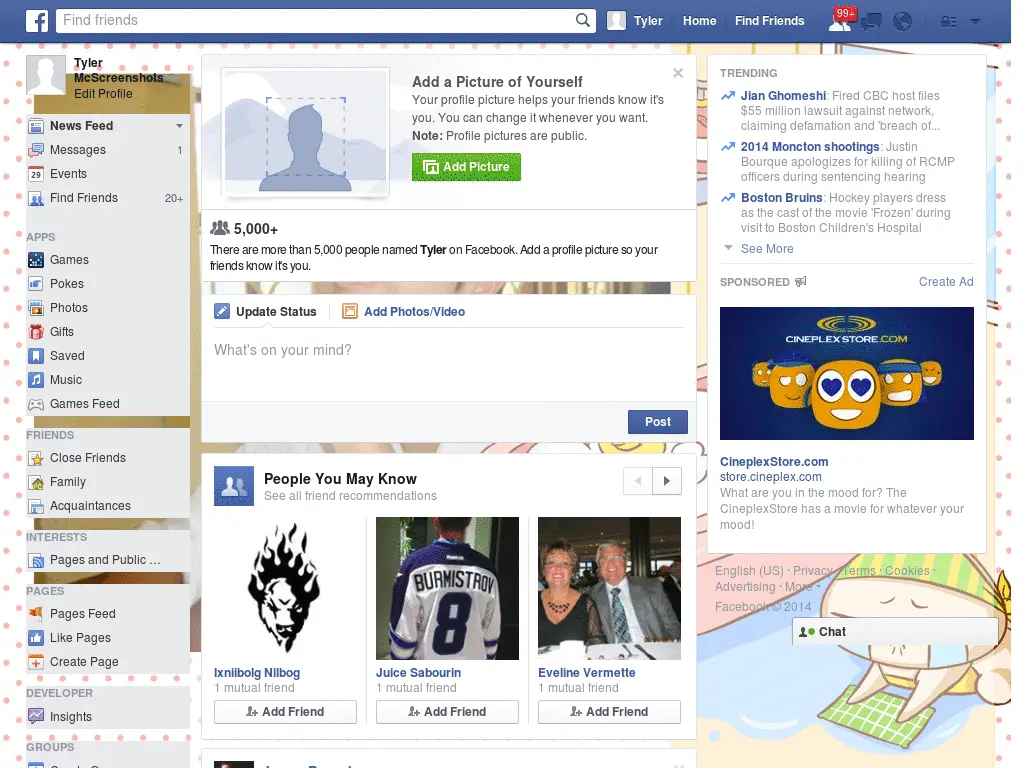 Find friends
Tyler
Home
Find Friends
99+
Tyler
McScreenshots
Edit Profile
News Feed
Messages 1
29 Events
Find Friends 20+
APPS
Games
Pokes
Photos
Gifts
Saved
Music
Games Feed
FRIENDS
Close Friends
Family
Acquaintances
INTERESTS
Pages and Public ...
PAGES
Pages Feed
Like Pages
Create Page
DEVELOPER
Insights
GROUPS
Add a Picture of Yourself
Your profile picture helps your friends know it's
you. You can change it whenever you want.
Note: Profile pictures are public.
Add Picture
5,000+
There are more than 5,000 people named Tyler on Facebook. Add a profile picture so your
friends know it's you.
Update Status
Add Photos/Video
What's on your mind?
Post
People You May Know
See all friend recommendations
REEBOK
BURMISTROV
8
Ixniibolg Nilbog
1 mutual friend
Add Friend
Juice Sabourin
1 mutual friend
Add Friend
Eveline Vermette
1 mutual friend
Add Friend
TRENDING
Jian Ghomeshi: Fired CBC host files
$55 million lawsuit against network,
claiming defamation and 'breach of...
2014 Moncton shootings: Justin
Bourque apologizes for killing of RCMP
officers during sentencing hearing
Boston Bruins: Hockey players dress
as the cast of the movie 'Frozen' during
visit to Boston Children's Hospital
See More
SPONSORED
Create Ad
CINEPLEXSTORE.COM
CineplexStore.com
store.cineplex.com
What are you in the mood for? The
CineplexStore has a movie for whatever your
mood!
English (US) · Privacy · Terms · Cookies ·
Advertising · More
Facebook © 2014
Chat